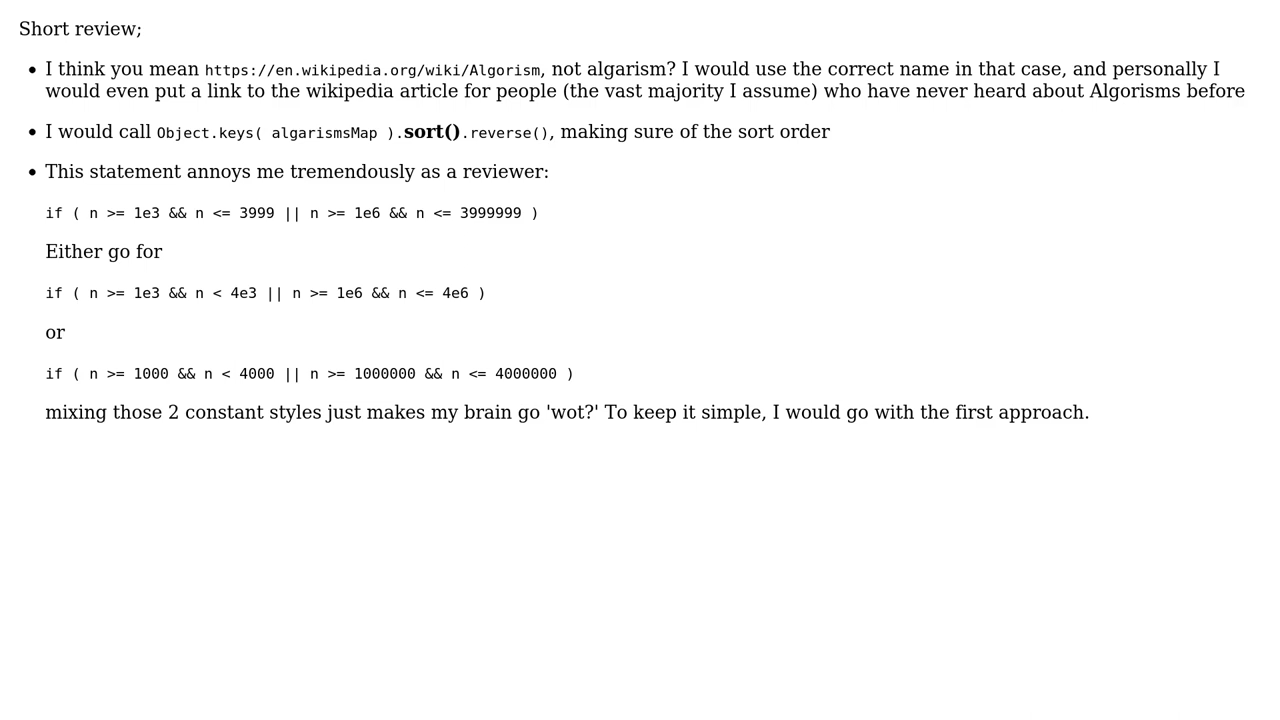 Short review;
I think you mean https://en.wikipedia.org/wiki/Algorism, not algarism? I would use the correct name in that case, and personally I
would even put a link to the wikipedia article for people (the vast majority I assume) who have never heard about Algorisms before
I would call Object.keys( algarismsMap ).sort().reverse(), making sure of the sort order
This statement annoys me tremendously as a reviewer:
if ( n >= 1e3 && n <= 3999 || n >= 1e6 && n <= 3999999 )
Either go for
if ( n >= 1e3 && n < 4e3 || n >= 1e6 && n <= 4e6 )
or
if ( n >= 1000 && n < 4000 || n >= 1000000 && n <= 4000000 )
mixing those 2 constant styles just makes my brain go 'wot?' To keep it simple, I would go with the first approach.